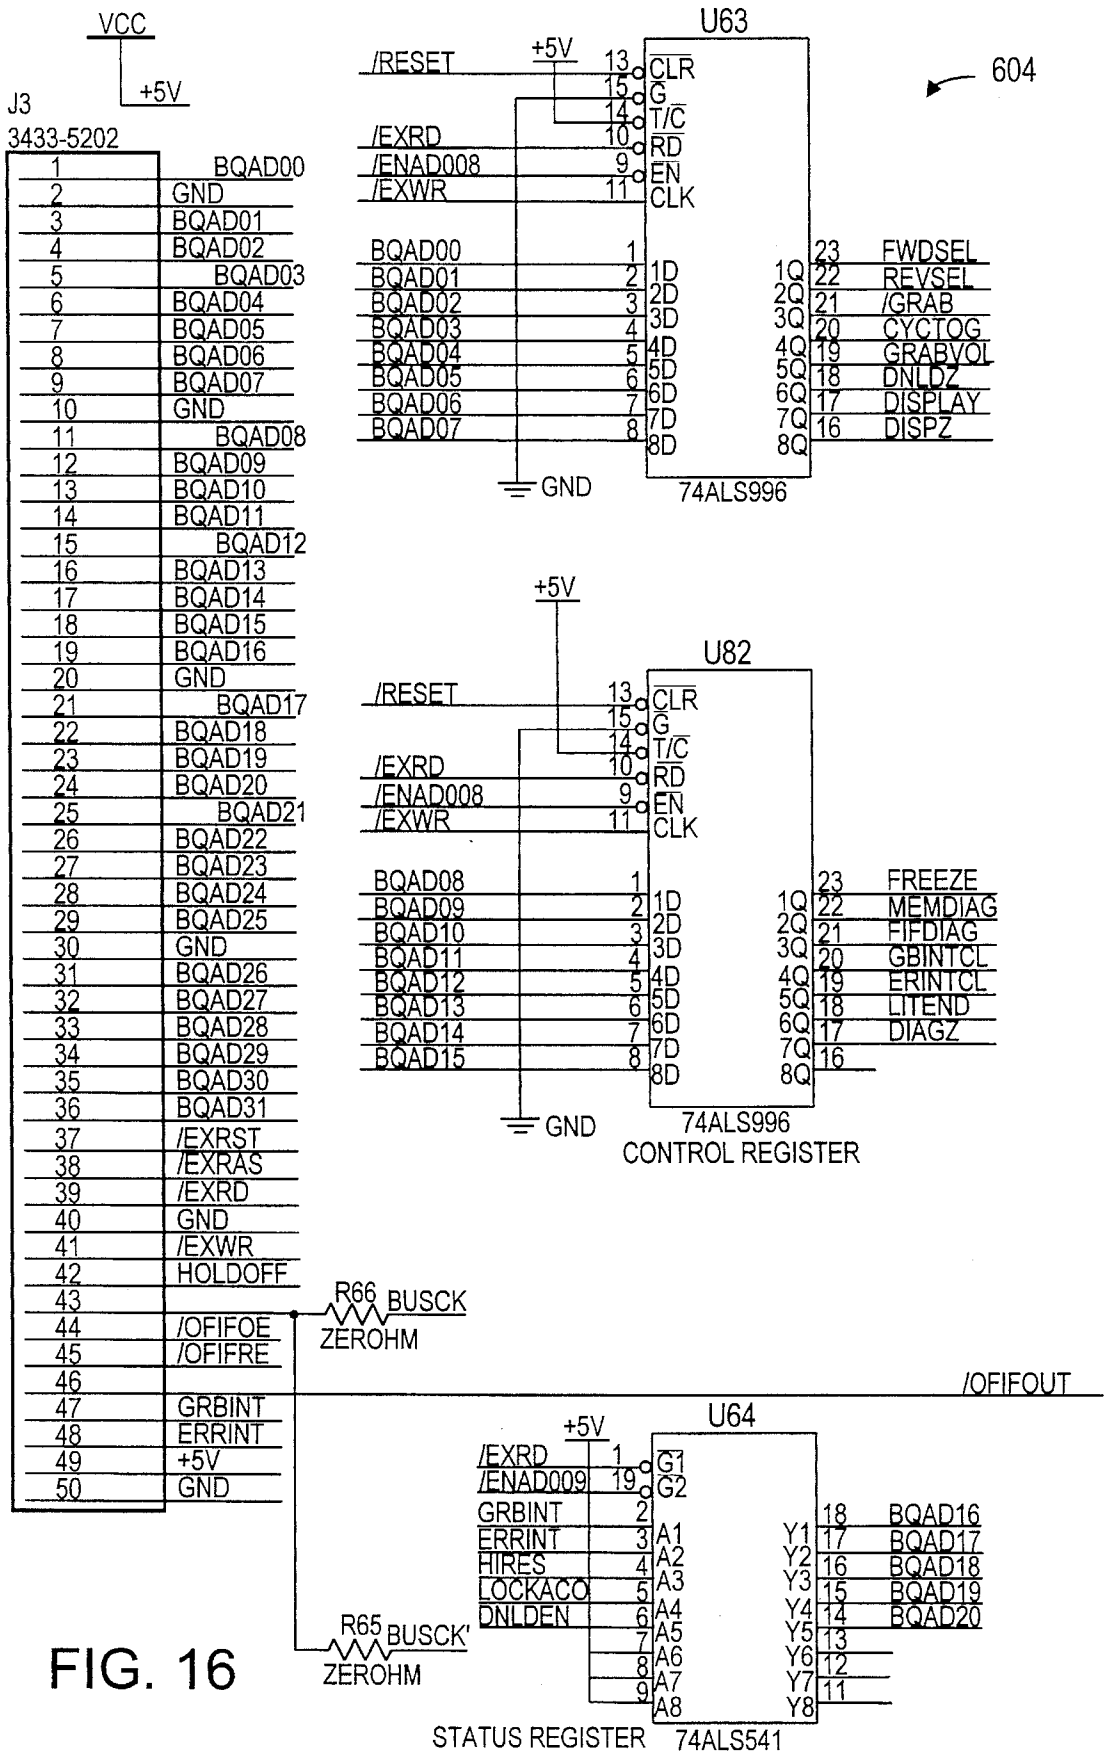 VCC
+5V
J3
3433-5202
1 BQAD00
2 GND
3 BQAD01
4 BQAD02
5 BQAD03
6 BQAD04
7 BQAD05
8 BQAD06
9 BQAD07
10 GND
11 BQAD08
12 BQAD09
13 BQAD10
14 BQAD11
15 BQAD12
16 BQAD13
17 BQAD14
18 BQAD15
19 BQAD16
20 GND
21 BQAD17
22 BQAD18
23 BQAD19
24 BQAD20
25 BQAD21
26 BQAD22
27 BQAD23
28 BQAD24
29 BQAD25
30 GND
31 BQAD26
32 BQAD27
33 BQAD28
34 BQAD29
35 BQAD30
36 BQAD31
37 /EXRST
38 /EXRAS
39 /EXRD
40 GND
41 /EXWR
42 HOLDOFF
43
44 /OFIFOE
45 /OFIFRE
46
47 GRBINT
48 ERRINT
49 +5V
50 GND
R66 BUSCK
ZEROHM
/OFIFOUT
R65 BUSCK'
ZEROHM
604
U63
+5V
/RESET 13 CLR
15 G
14 T/C
/EXRD 10 RD
/ENAD008 9 EN
/EXWR 11 CLK
BQAD00 1 1D 1Q 23 FWDSEL
BQAD01 2 2D 2Q 22 REVSEL
BQAD02 3 3D 3Q 21 /GRAB
BQAD03 4 4D 4Q 20 CYCTOG
BQAD04 5 5D 5Q 19 GRABVOL
BQAD05 6 6D 6Q 18 DNLDZ
BQAD06 7 7D 7Q 17 DISPLAY
BQAD07 8 8D 8Q 16 DISPZ
GND
74ALS996
+5V
U82
/RESET 13 CLR
15 G
14 T/C
/EXRD 10 RD
/ENAD008 9 EN
/EXWR 11 CLK
BQAD08 1 1D 1Q 23 FREEZE
BQAD09 2 2D 2Q 22 MEMDIAG
BQAD10 3 3D 3Q 21 FIFDIAG
BQAD11 4 4D 4Q 20 GBINTCL
BQAD12 5 5D 5Q 19 ERINTCL
BQAD13 6 6D 6Q 18 LITEND
BQAD14 7 7D 7Q 17 DIAGZ
BQAD15 8 8D 8Q 16
GND
74ALS996
CONTROL REGISTER
U64
+5V
/EXRD 1 G1
/ENAD009 19 G2
GRBINT 2 A1 Y1 18 BQAD16
ERRINT 3 A2 Y2 17 BQAD17
HIRES 4 A3 Y3 16 BQAD18
LOCKACO 5 A4 Y4 15 BQAD19
DNLDEN 6 A5 Y5 14 BQAD20
7 A6 Y6 13
8 A7 Y7 12
9 A8 Y8 11
STATUS REGISTER 74ALS541
FIG. 16